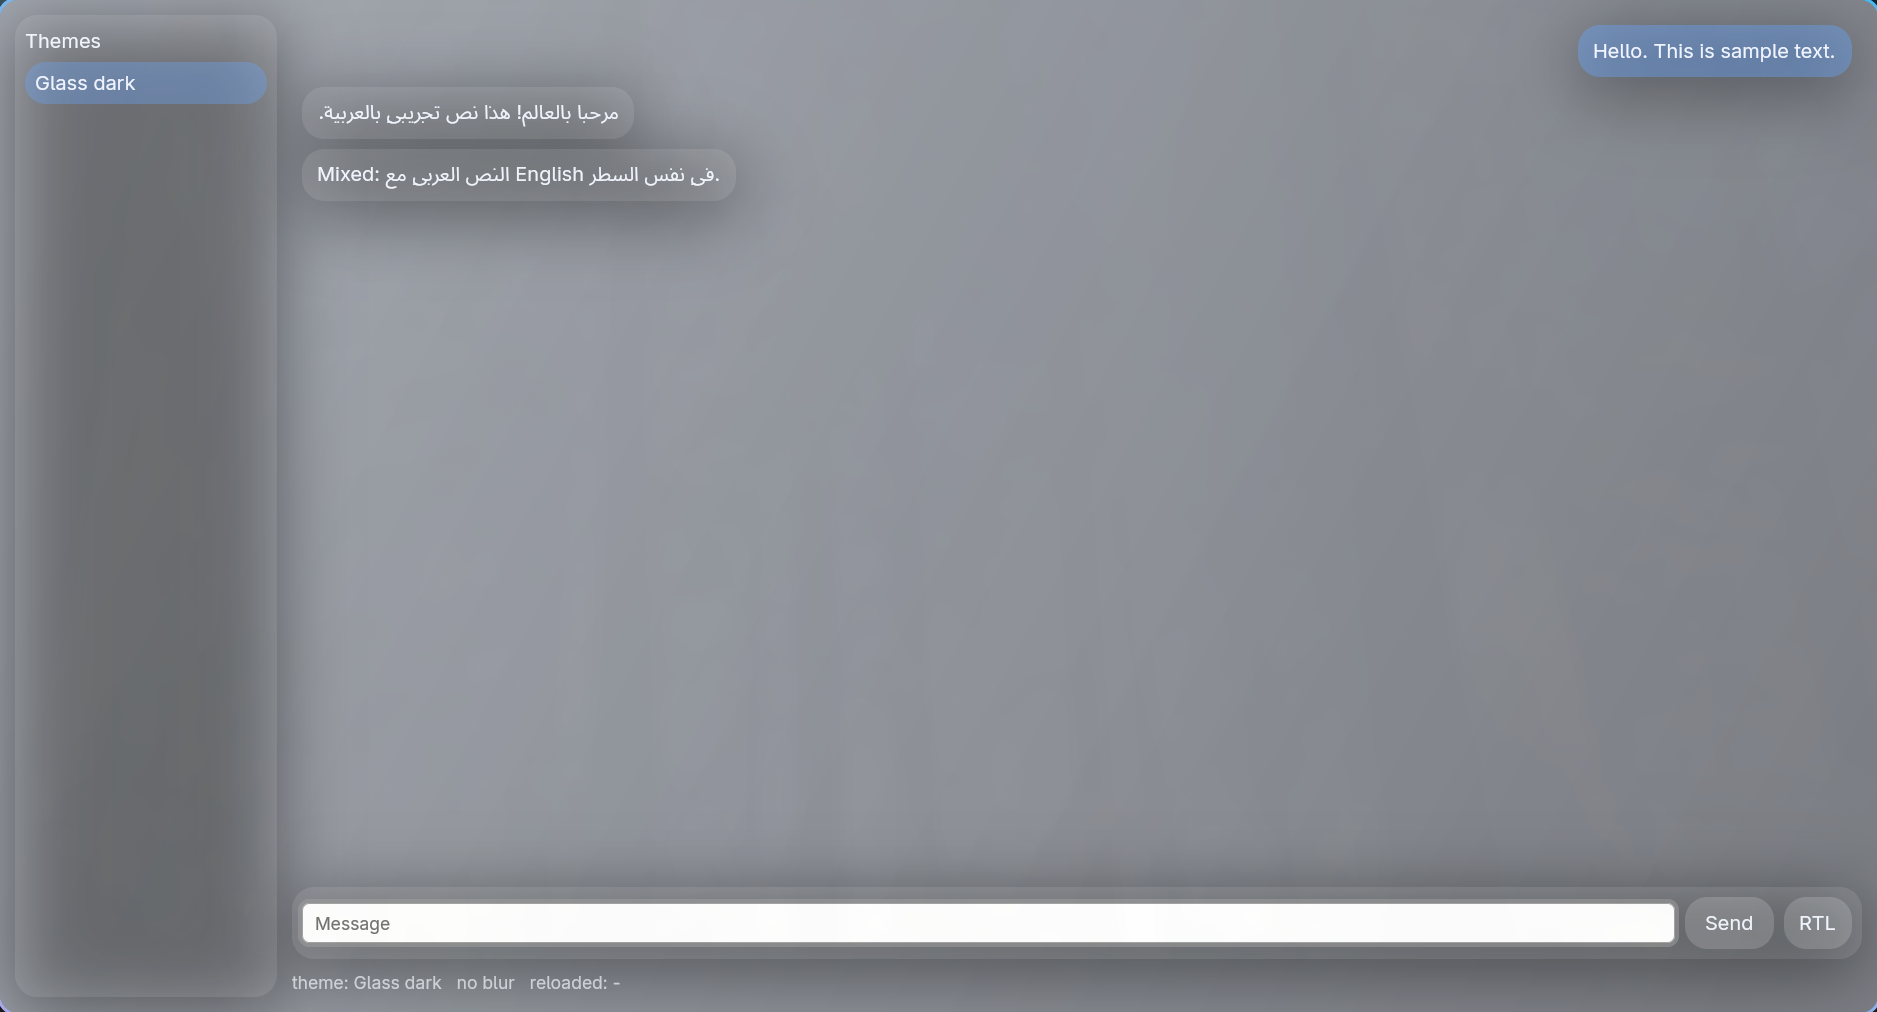 Themes
Glass dark
Hello. This is sample text.
مرحبا بالعالم! هذا نص تجريبي بالعربية.
Mixed: النص العربي مع English في نفس السطر.
Message
Send
RTL
theme: Glass dark no blur reloaded: -